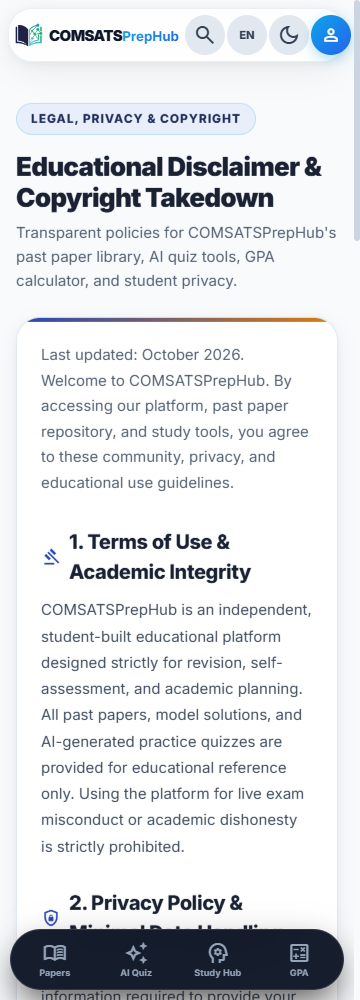 COMSATSPrepHub
EN
LEGAL, PRIVACY & COPYRIGHT
Educational Disclaimer &
Copyright Takedown
Transparent policies for COMSATSPrepHub's
past paper library, AI quiz tools, GPA
calculator, and student privacy.
Last updated: October 2026.
Welcome to COMSATSPrepHub. By
accessing our platform, past paper
repository, and study tools, you agree
to these community, privacy, and
educational use guidelines.
1. Terms of Use &
Academic Integrity
COMSATSPrepHub is an independent,
student-built educational platform
designed strictly for revision, self-
assessment, and academic planning.
All past papers, model solutions, and
AI-generated practice quizzes are
provided for educational reference
only. Using the platform for live exam
misconduct or academic dishonesty
is strictly prohibited.
2. Privacy Policy &
Minimal Data Handling
Papers
AI Quiz
Study Hub
GPA
information required to provide your